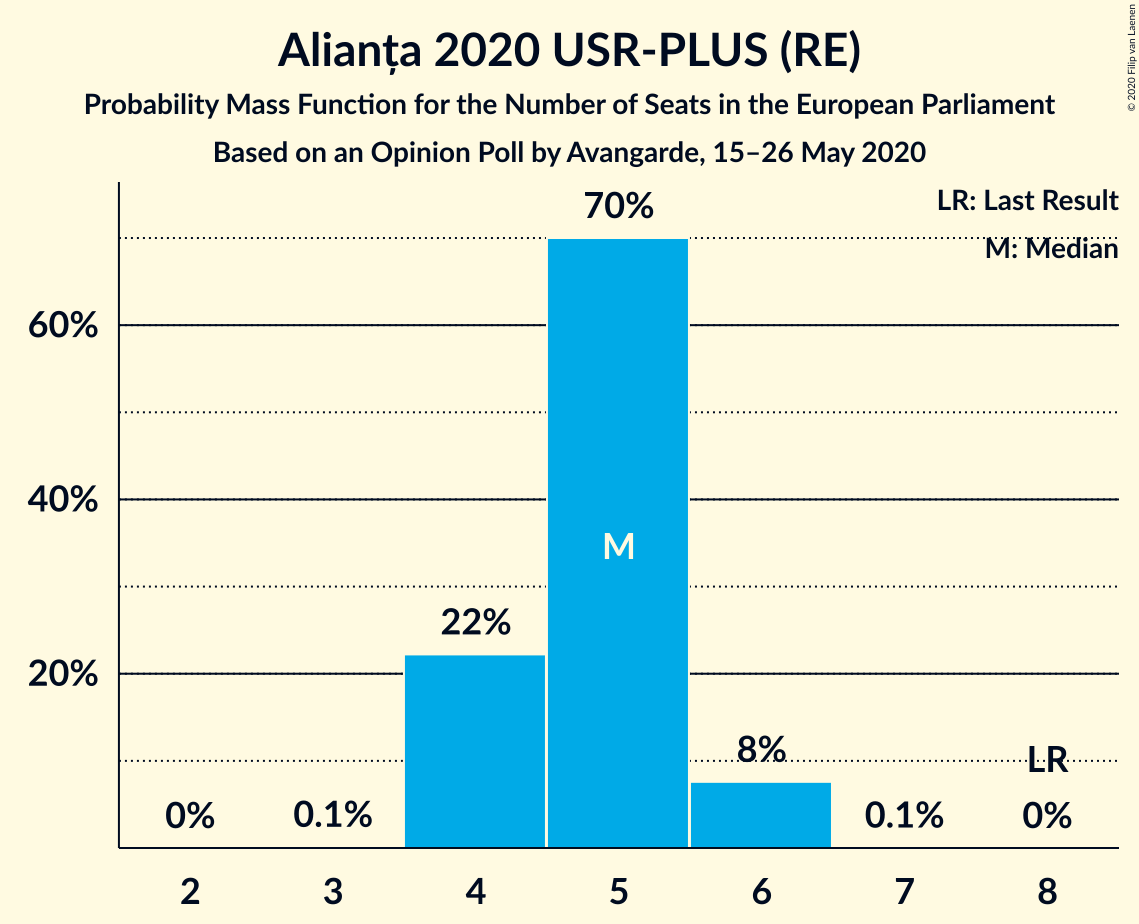 Alianța 2020 USR-PLUS (RE)
Probability Mass Function for the Number of Seats in the European Parliament
Based on an Opinion Poll by Avangarde, 15–26 May 2020
© 2020 Filip van Laenen
LR: Last Result
M: Median
70%
60%
40%
M
22%
20%
8%
LR
0%
0.1%
0.1%
0%
2
3
4
5
6
7
8